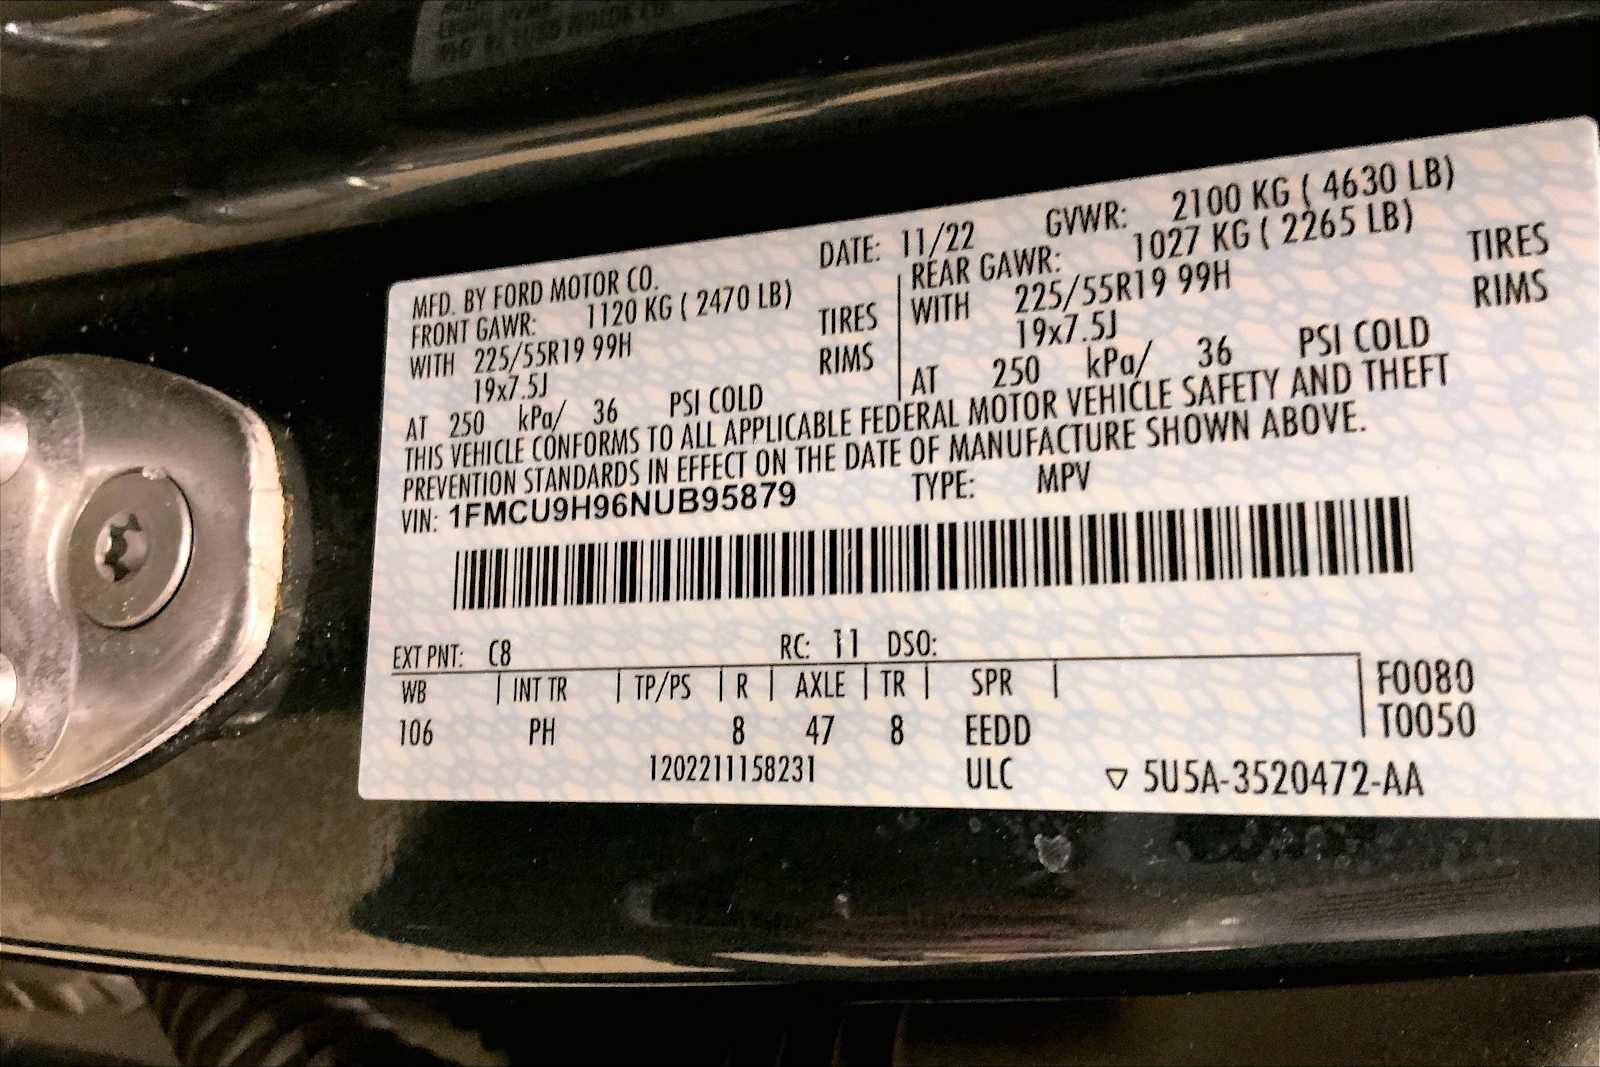 MFD. BY FORD MOTOR CO.
DATE: 11/22 GVWR: 2100 KG ( 4630 LB)
FRONT GAWR: 1120 KG ( 2470 LB)
REAR GAWR: 1027 KG ( 2265 LB)
WITH 225/55R19 99H TIRES
WITH 225/55R19 99H TIRES
19x7.5J RIMS
19x7.5J RIMS
AT 250 kPa/ 36 PSI COLD
AT 250 kPa/ 36 PSI COLD
THIS VEHICLE CONFORMS TO ALL APPLICABLE FEDERAL MOTOR VEHICLE SAFETY AND THEFT
PREVENTION STANDARDS IN EFFECT ON THE DATE OF MANUFACTURE SHOWN ABOVE.
VIN: 1FMCU9H96NUB95879 TYPE: MPV
EXT PNT: C8 RC: 11 DSO:
WB | INT TR | TP/PS | R | AXLE | TR | SPR | F0080
106 PH 8 47 8 EEDD T0050
1202211158231 ULC ▽ 5U5A-3520472-AA